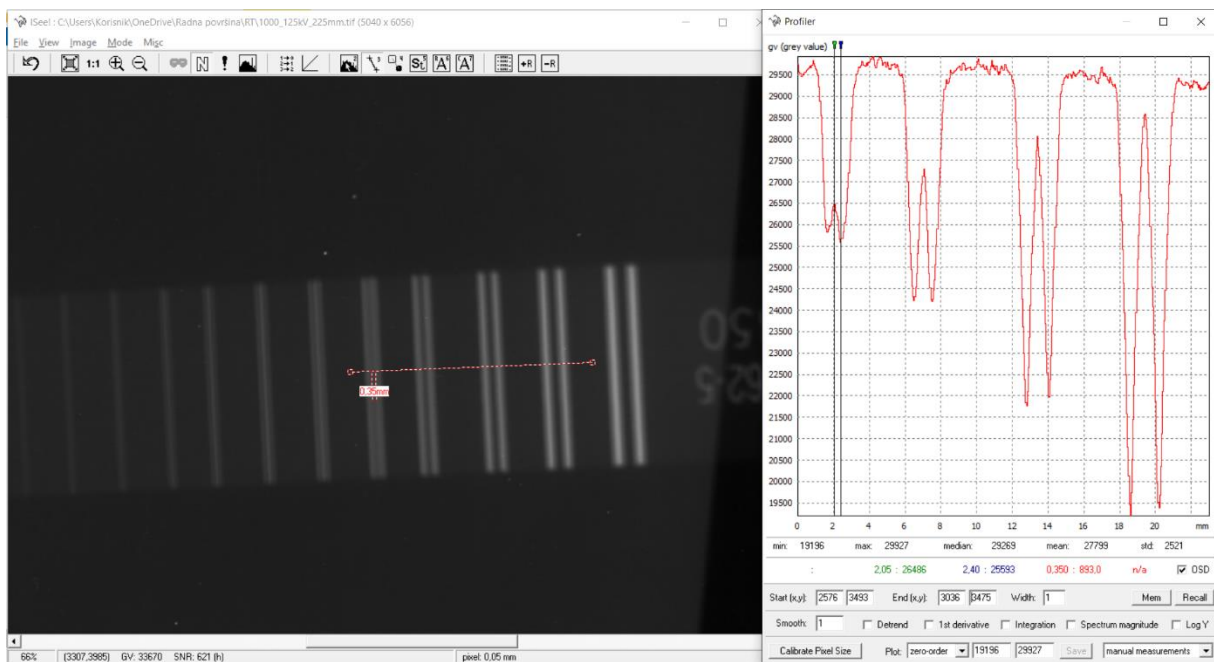 ISee! : C:\Users\Korisnik\OneDrive\Radna površina\RT\1000_125kV_225mm.tif (5040 x 6056)
File View Image Mode Misc
1:1 N ! St "A" "A" +R -R
0,35mm
50
62-5
66% (3307,3985) GV: 33670 SNR: 621 (h) pixel: 0,05 mm
Profiler
gv (grey value)
29500
29000
28500
28000
27500
27000
26500
26000
25500
25000
24500
24000
23500
23000
22500
22000
21500
21000
20500
20000
19500
0 2 4 6 8 10 12 14 16 18 20 mm
min: 19196 max: 29927 median: 29269 mean: 27799 std: 2521
: 2,05 : 26486 2,40 : 25593 0,350 : 893,0 n/a OSD
Start (x,y): 2576 3493 End (x,y): 3036 3475 Width: 1 Mem Recall
Smooth: 1 Detrend 1st derivative Integration Spectrum magnitude Log Y
Calibrate Pixel Size Plot: zero-order 19196 29927 Save manual measurements